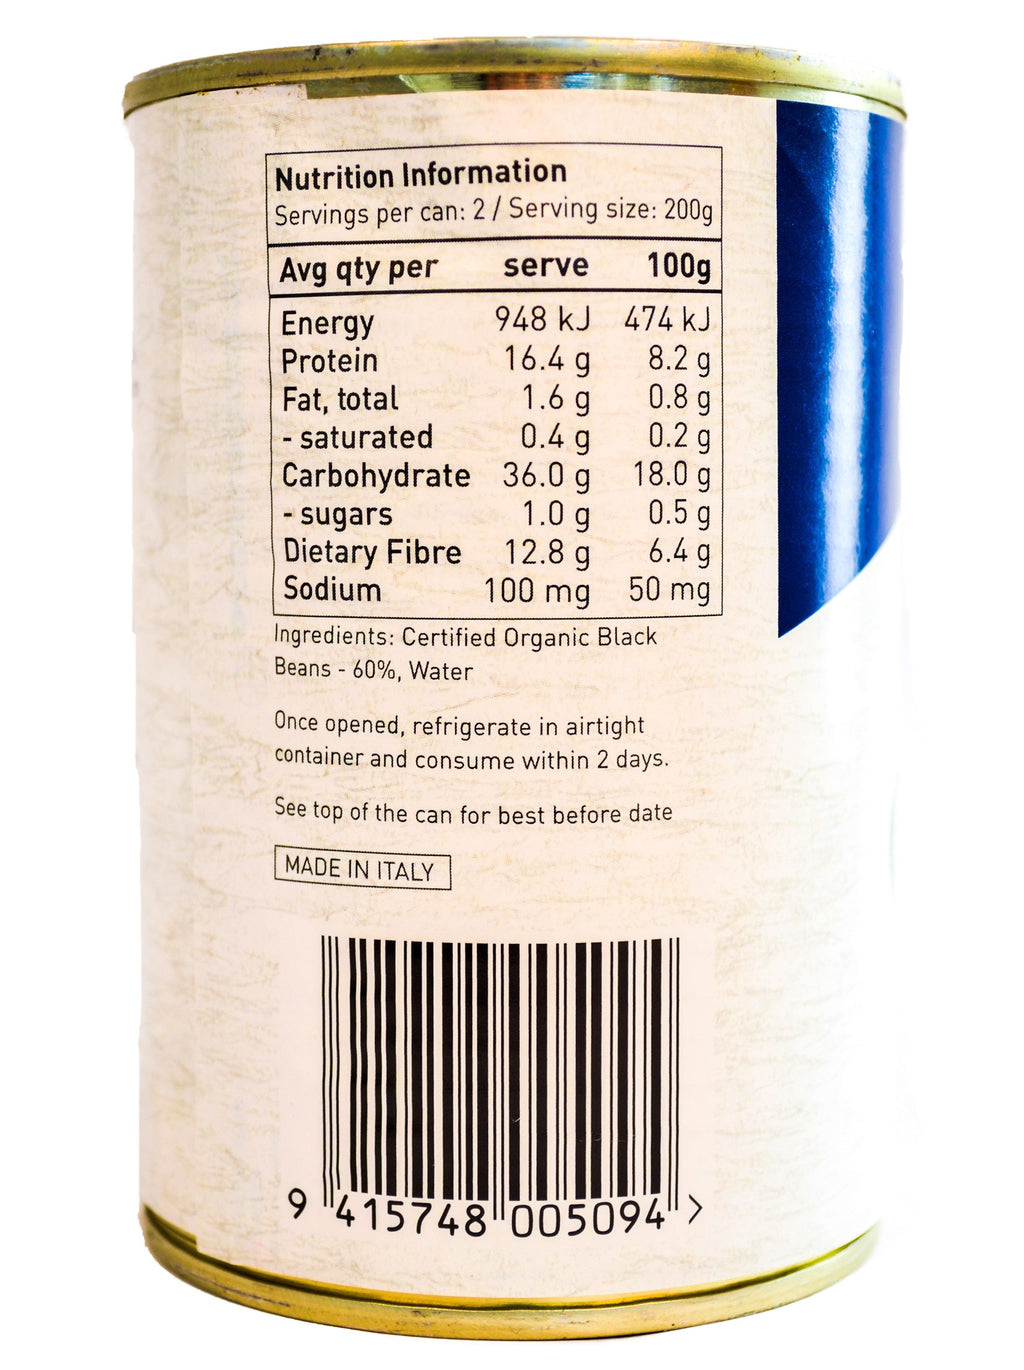 Nutrition Information
Servings per can: 2 / Serving size: 200g
Avg qty per serve 100g
Energy 948 kJ 474 kJ
Protein 16.4 g 8.2 g
Fat, total 1.6 g 0.8 g
- saturated 0.4 g 0.2 g
Carbohydrate 36.0 g 18.0 g
- sugars 1.0 g 0.5 g
Dietary Fibre 12.8 g 6.4 g
Sodium 100 mg 50 mg
Ingredients: Certified Organic Black
Beans - 60%, Water
Once opened, refrigerate in airtight
container and consume within 2 days.
See top of the can for best before date
MADE IN ITALY
9 415748 005094 >